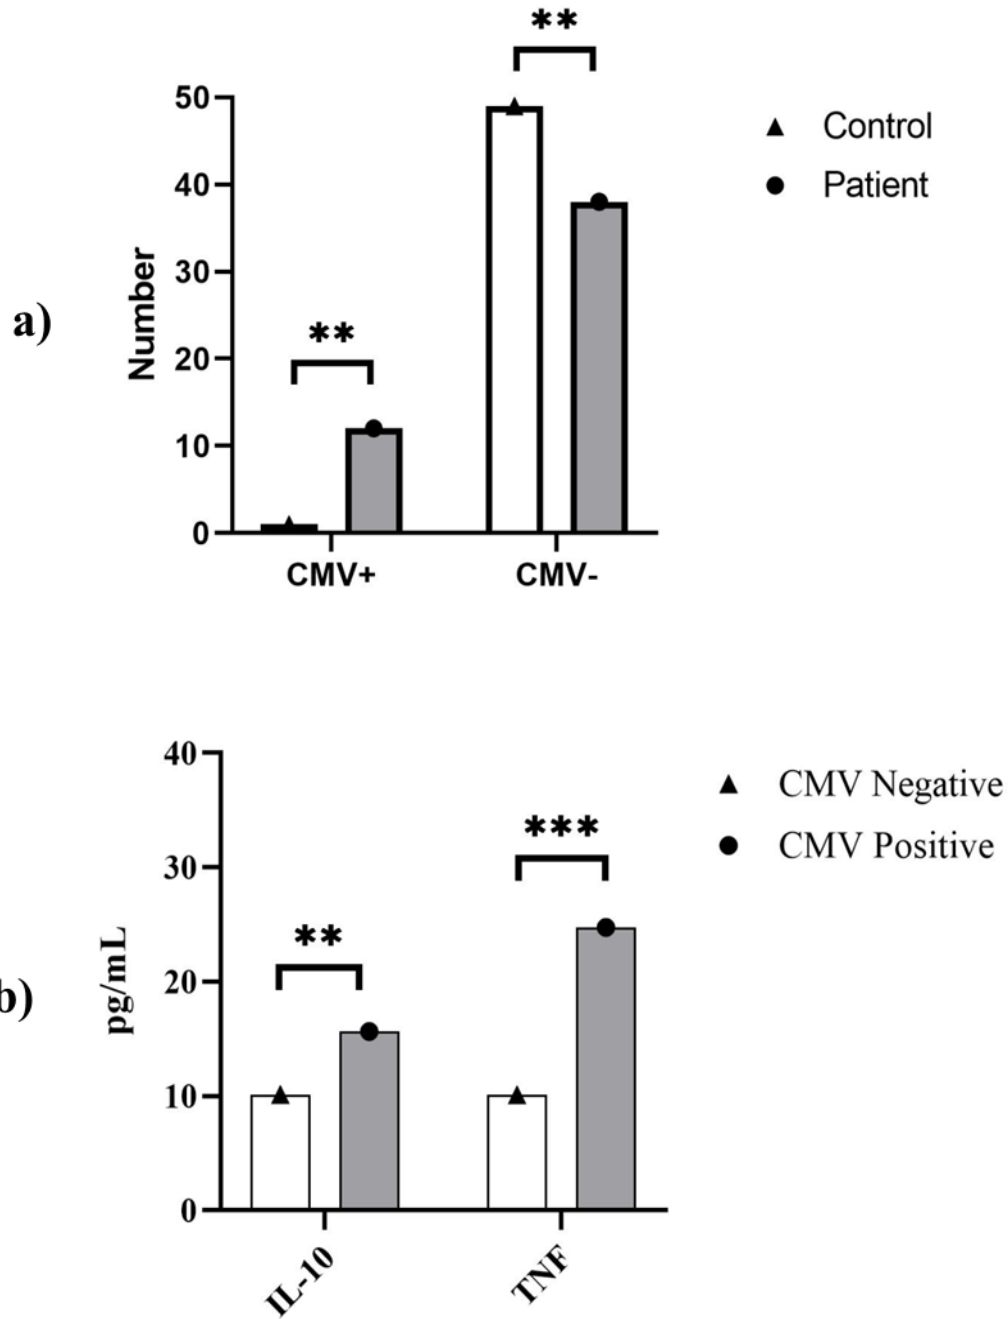 a)
**
**
Number
50
40
30
20
10
0
CMV+
CMV-
Control
Patient
b)
**
***
pg/mL
40
30
20
10
0
IL-10
TNF
CMV Negative
CMV Positive